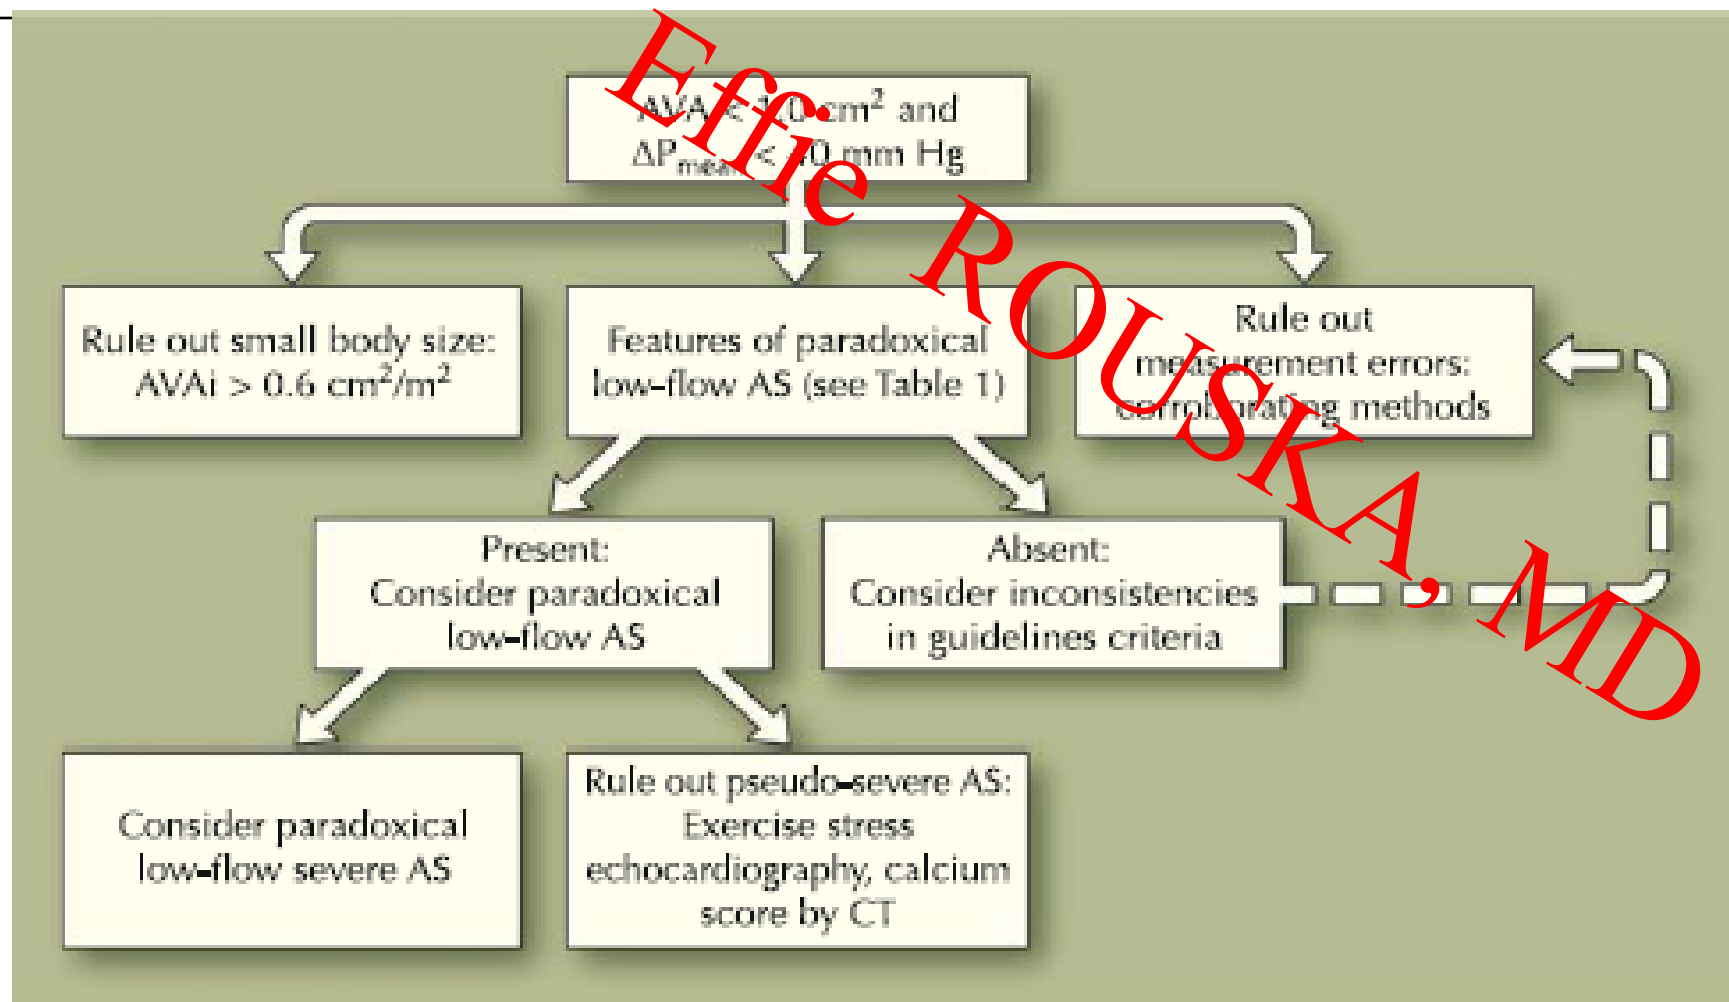 AVA < 1.0 cm² and
ΔPmean < 40 mm Hg
Rule out small body size:
AVAi > 0.6 cm²/m²
Features of paradoxical
low-flow AS (see Table 1)
Rule out
measurement errors:
corroborating methods
Present:
Consider paradoxical
low-flow AS
Absent:
Consider inconsistencies
in guidelines criteria
Consider paradoxical
low-flow severe AS
Rule out pseudo-severe AS:
Exercise stress
echocardiography, calcium
score by CT
Effie ROUSKA, MD